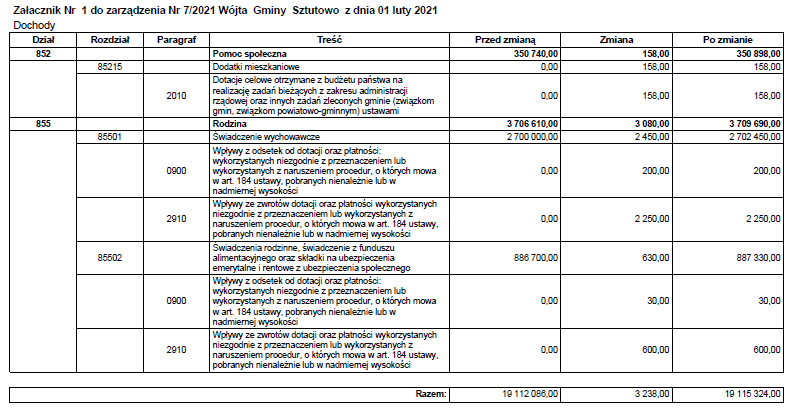 Załacznik Nr 1 do zarządzenia Nr 7/2021 Wójta Gminy Sztutowo z dnia 01 luty 2021
Dochody
Dział Rozdział Paragraf Treść Przed zmianą Zmiana Po zmianie
852 Pomoc społeczna 350 740,00 158,00 350 898,00
85215 Dodatki mieszkaniowe 0,00 158,00 158,00
2010 Dotacje celowe otrzymane z budżetu państwa na
realizację zadań bieżących z zakresu administracji
rządowej oraz innych zadań zleconych gminie (związkom
gmin, związkom powiatowo-gminnym) ustawami 0,00 158,00 158,00
855 Rodzina 3 706 610,00 3 080,00 3 709 690,00
85501 Świadczenie wychowawcze 2 700 000,00 2 450,00 2 702 450,00
0900 Wpływy z odsetek od dotacji oraz płatności:
wykorzystanych niezgodnie z przeznaczeniem lub
wykorzystanych z naruszeniem procedur, o których mowa
w art. 184 ustawy, pobranych nienależnie lub w
nadmiernej wysokości 0,00 200,00 200,00
2910 Wpływy ze zwrotów dotacji oraz płatności wykorzystanych
niezgodnie z przeznaczeniem lub wykorzystanych z
naruszeniem procedur, o których mowa w art. 184 ustawy,
pobranych nienależnie lub w nadmiernej wysokości 0,00 2 250,00 2 250,00
85502 Świadczenia rodzinne, świadczenie z funduszu
alimentacyjnego oraz składki na ubezpieczenia
emerytalne i rentowe z ubezpieczenia społecznego 886 700,00 630,00 887 330,00
0900 Wpływy z odsetek od dotacji oraz płatności:
wykorzystanych niezgodnie z przeznaczeniem lub
wykorzystanych z naruszeniem procedur, o których mowa
w art. 184 ustawy, pobranych nienależnie lub w
nadmiernej wysokości 0,00 30,00 30,00
2910 Wpływy ze zwrotów dotacji oraz płatności wykorzystanych
niezgodnie z przeznaczeniem lub wykorzystanych z
naruszeniem procedur, o których mowa w art. 184 ustawy,
pobranych nienależnie lub w nadmiernej wysokości 0,00 600,00 600,00
Razem: 19 112 086,00 3 238,00 19 115 324,00